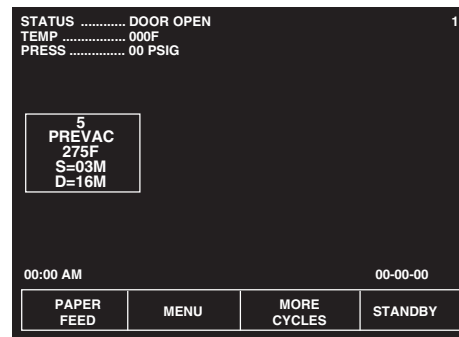 STATUS ............ DOOR OPEN 1
TEMP ................. 000F
PRESS ............... 00 PSIG
5
PREVAC
275F
S=03M
D=16M
00:00 AM 00-00-00
PAPER FEED MENU MORE CYCLES STANDBY